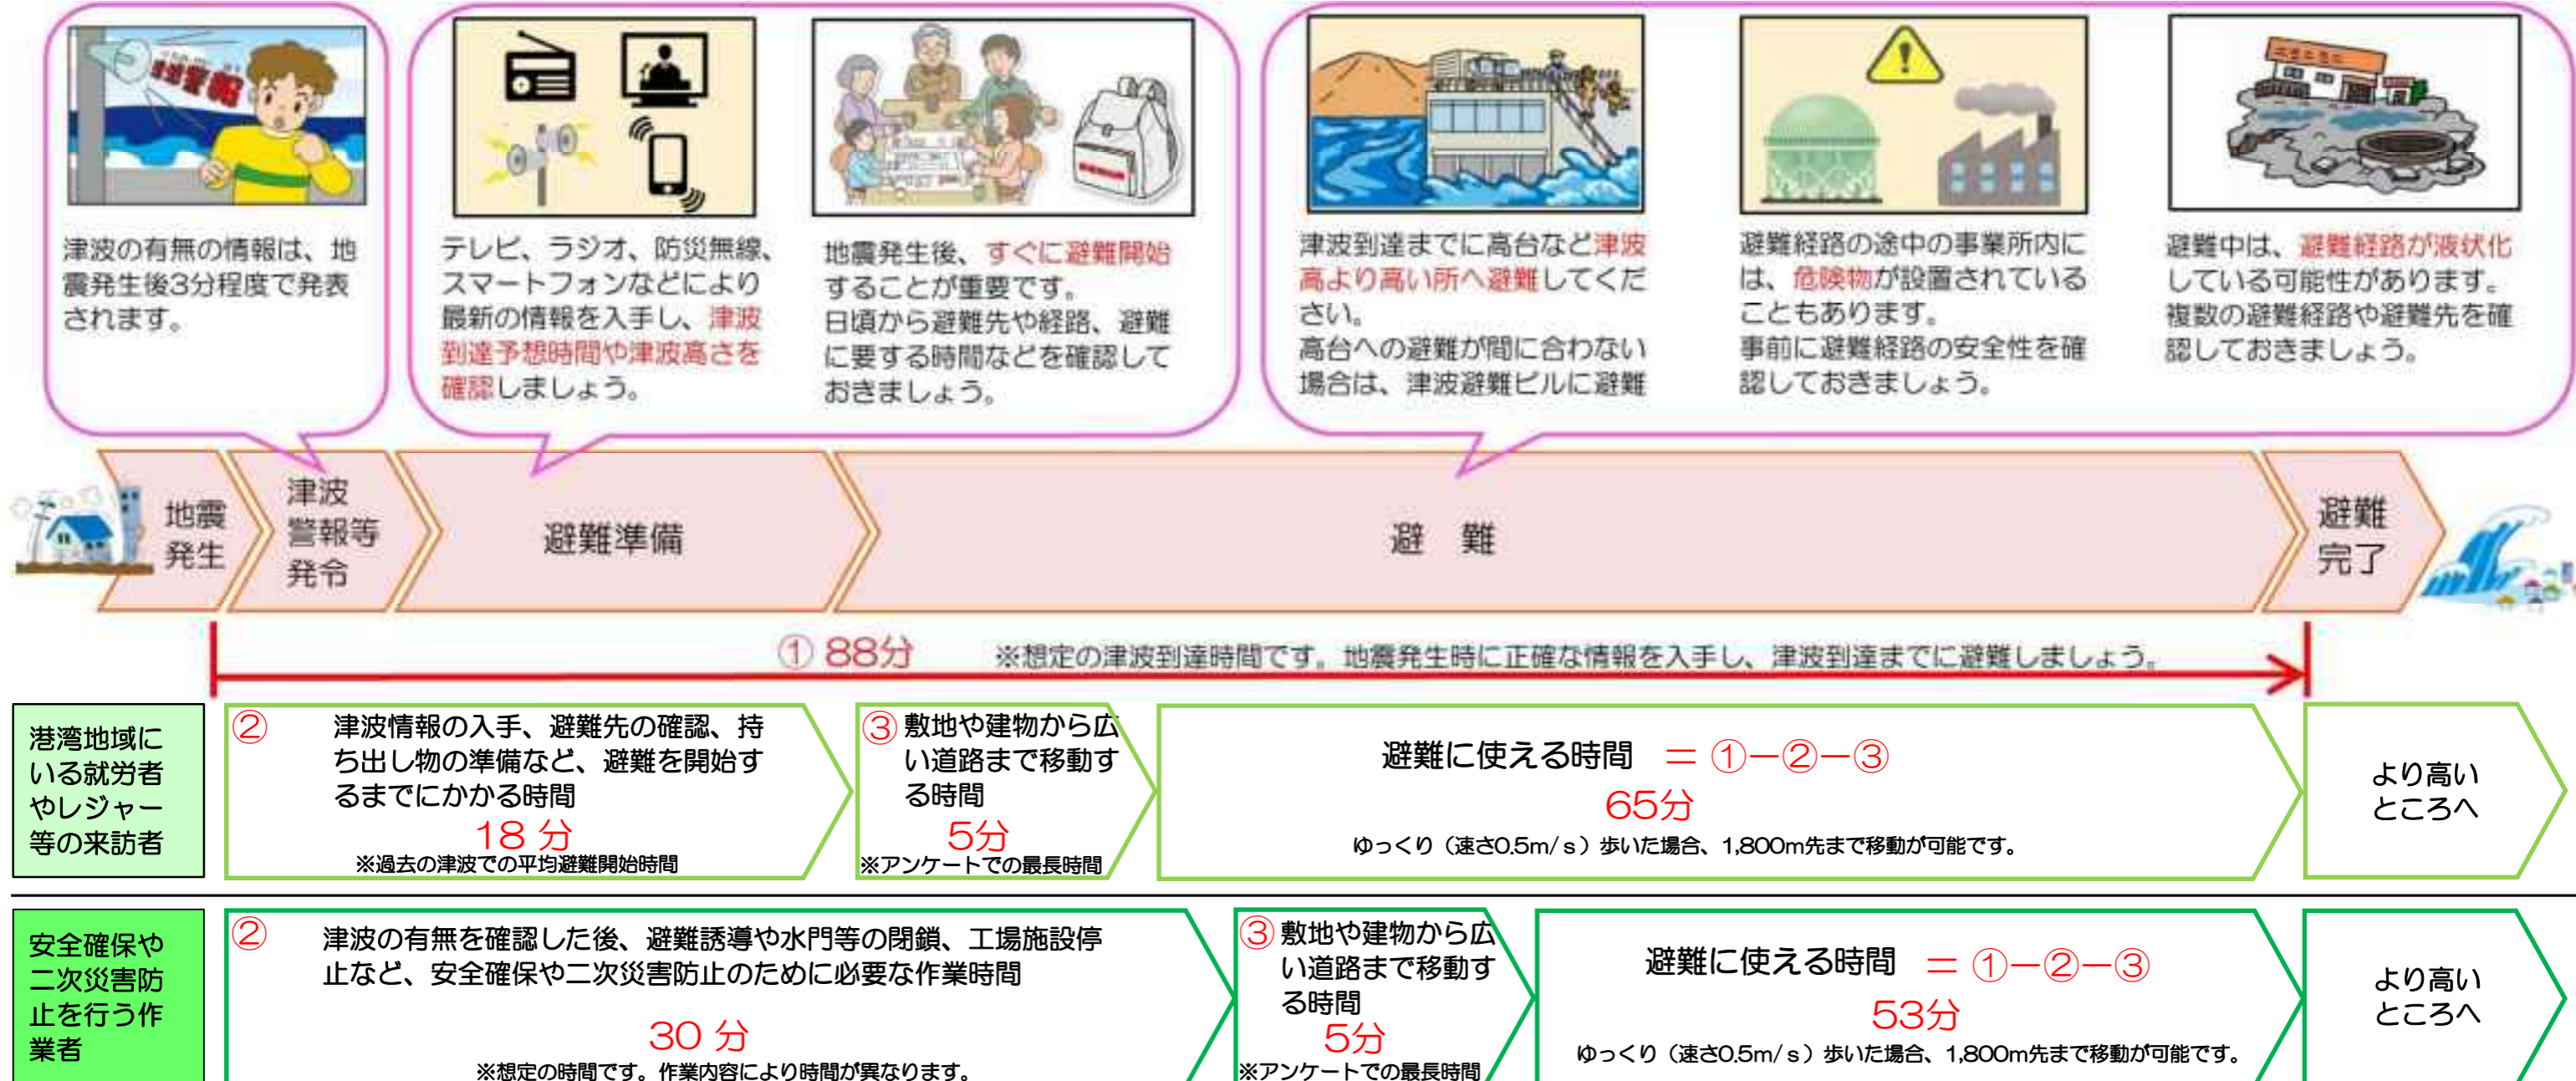 津波警報
津波の有無の情報は、地
震発生後3分程度で発表
されます。
テレビ、ラジオ、防災無線、
スマートフォンなどにより
最新の情報を入手し、津波
到達予想時間や津波高さを
確認しましょう。
地震発生後、すぐに避難開始
することが重要です。
日頃から避難先や経路、避難
に要する時間などを確認して
おきましょう。
津波到達までに高台など津波
高より高い所へ避難してくだ
さい。
高台への避難が間に合わない
場合は、津波避難ビルに避難
避難経路の途中の事業所内に
は、危険物が設置されている
こともあります。
事前に避難経路の安全性を確
認しておきましょう。
避難中は、避難経路が液状化
している可能性があります。
複数の避難経路や避難先を確
認しておきましょう。
地震
発生
津波
警報等
発令
避難準備
避 難
避難
完了
① 88分 ※想定の津波到達時間です。地震発生時に正確な情報を入手し、津波到達までに避難しましょう。
港湾地域に
いる就労者
やレジャー
等の来訪者
② 津波情報の入手、避難先の確認、持
ち出し物の準備など、避難を開始す
るまでにかかる時間
18 分
※過去の津波での平均避難開始時間
③ 敷地や建物から広
い道路まで移動す
る時間
5分
※アンケートでの最長時間
避難に使える時間 = ①-②-③
65分
ゆっくり(速さ0.5m/s)歩いた場合、1,800m先まで移動が可能です。
より高い
ところへ
安全確保や
二次災害防
止を行う作
業者
② 津波の有無を確認した後、避難誘導や水門等の閉鎖、工場施設停
止など、安全確保や二次災害防止のために必要な作業時間
30 分
※想定の時間です。作業内容により時間が異なります。
③ 敷地や建物から広
い道路まで移動す
る時間
5分
※アンケートでの最長時間
避難に使える時間 = ①-②-③
53分
ゆっくり(速さ0.5m/s)歩いた場合、1,800m先まで移動が可能です。
より高い
ところへ